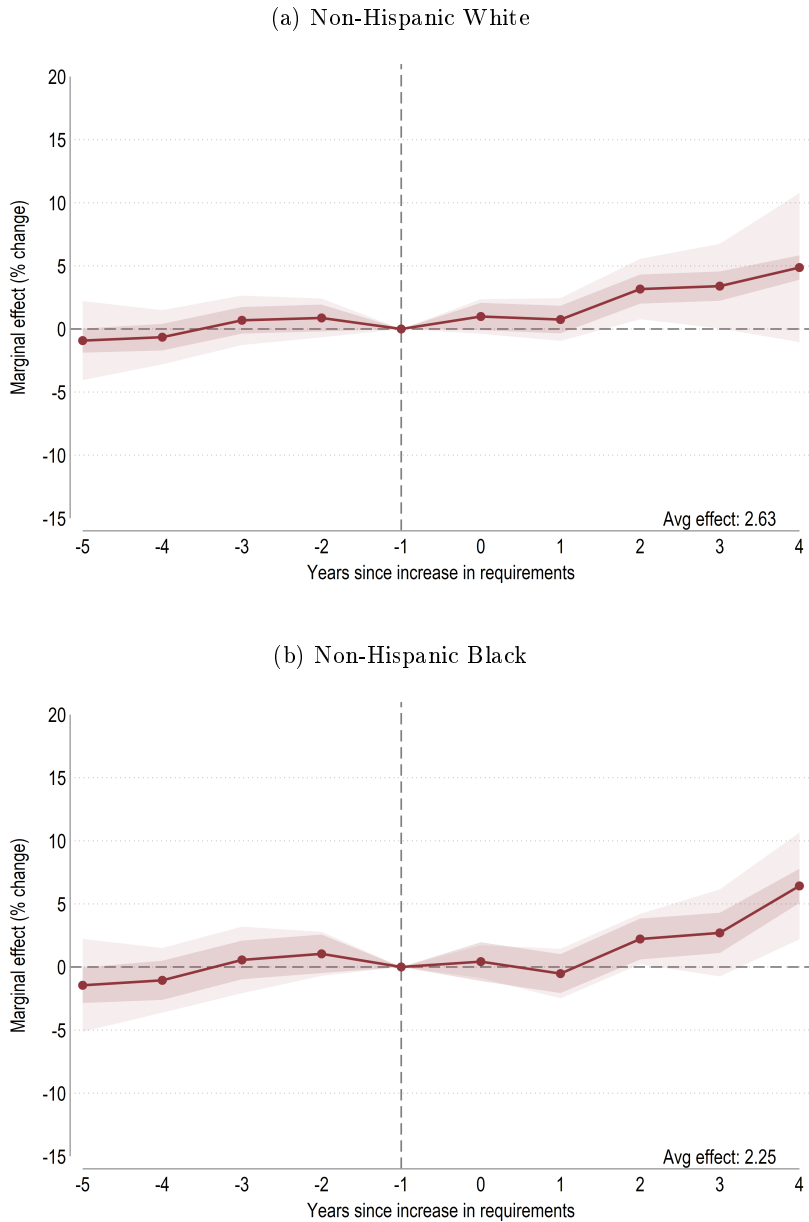 (a) Non-Hispanic White
Marginal effect (% change)
20
15
10
5
0
-5
-10
-15
Avg effect: 2.63
-5 -4 -3 -2 -1 0 1 2 3 4
Years since increase in requirements
(b) Non-Hispanic Black
Marginal effect (% change)
20
15
10
5
0
-5
-10
-15
Avg effect: 2.25
-5 -4 -3 -2 -1 0 1 2 3 4
Years since increase in requirements